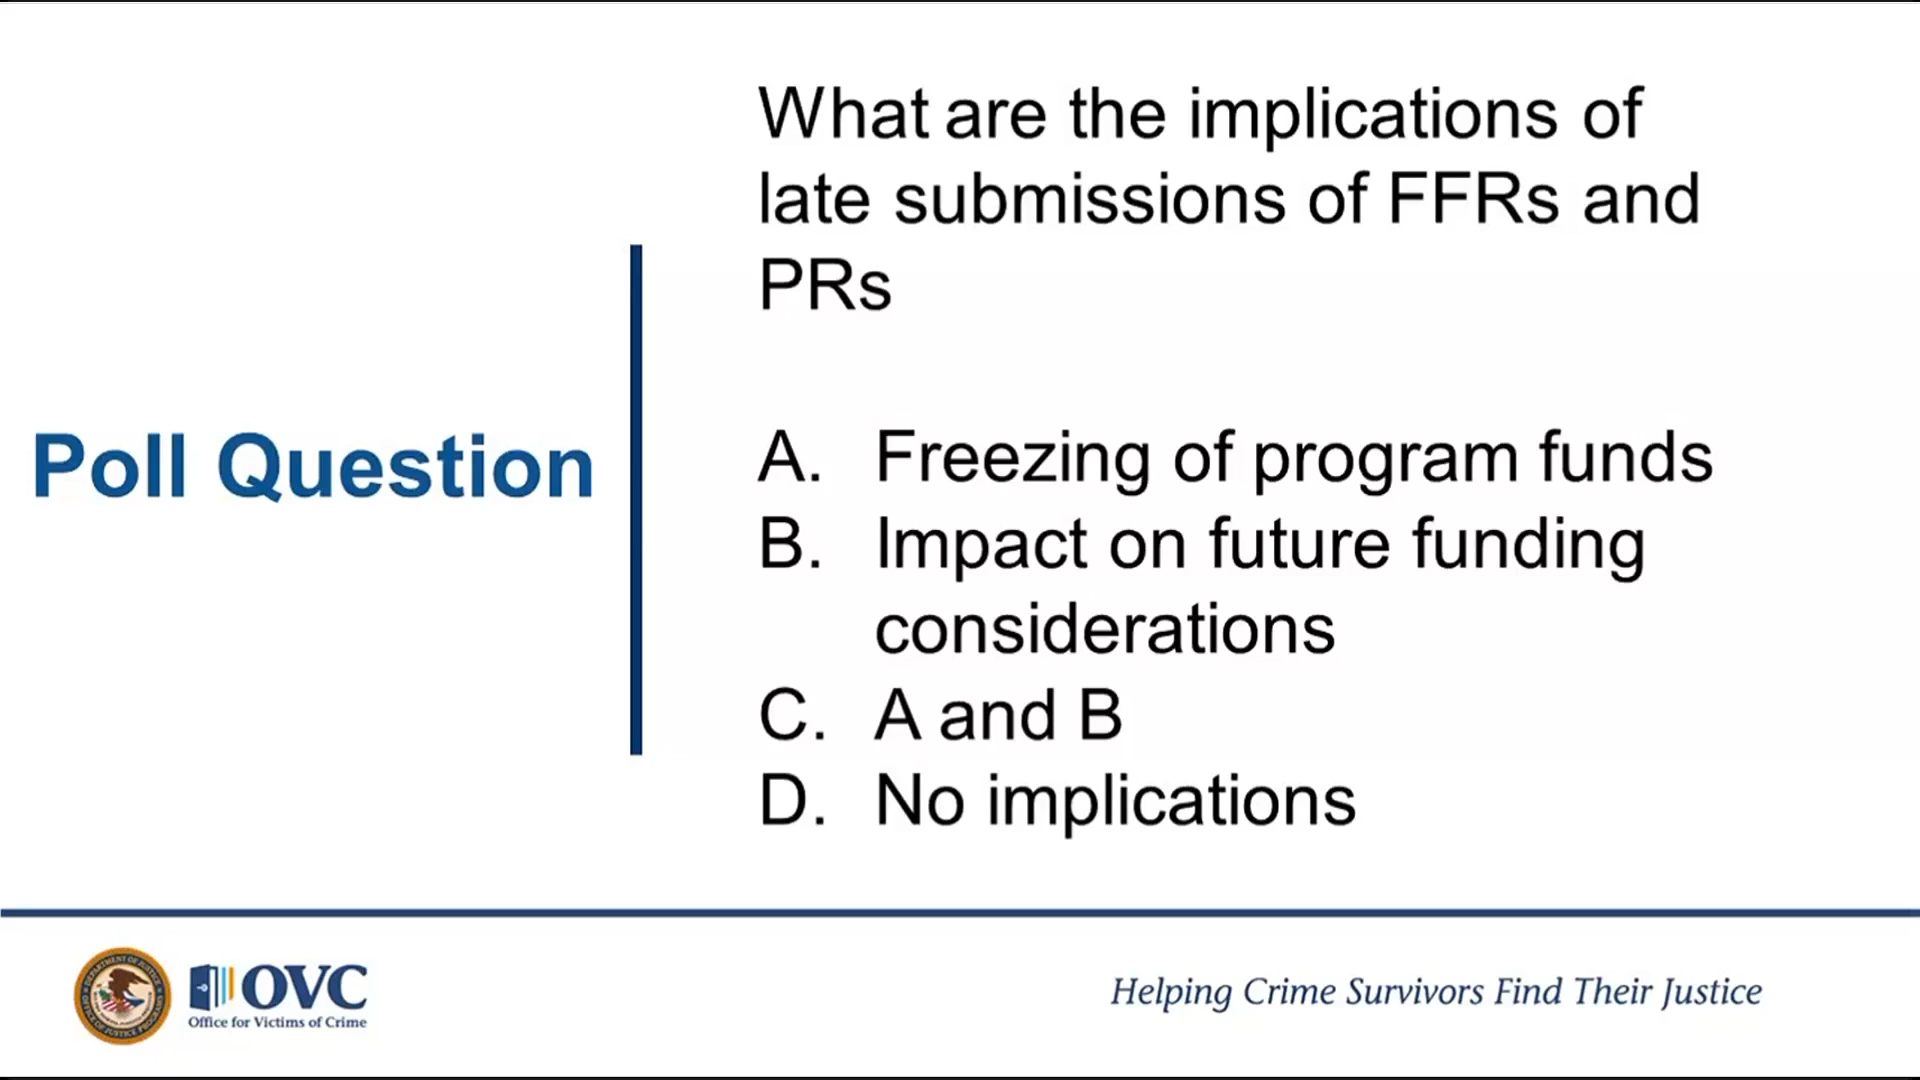 Poll Question
What are the implications of
late submissions of FFRs and
PRs
A. Freezing of program funds
B. Impact on future funding
considerations
C. A and B
D. No implications
OVC
Office for Victims of Crime
Helping Crime Survivors Find Their Justice